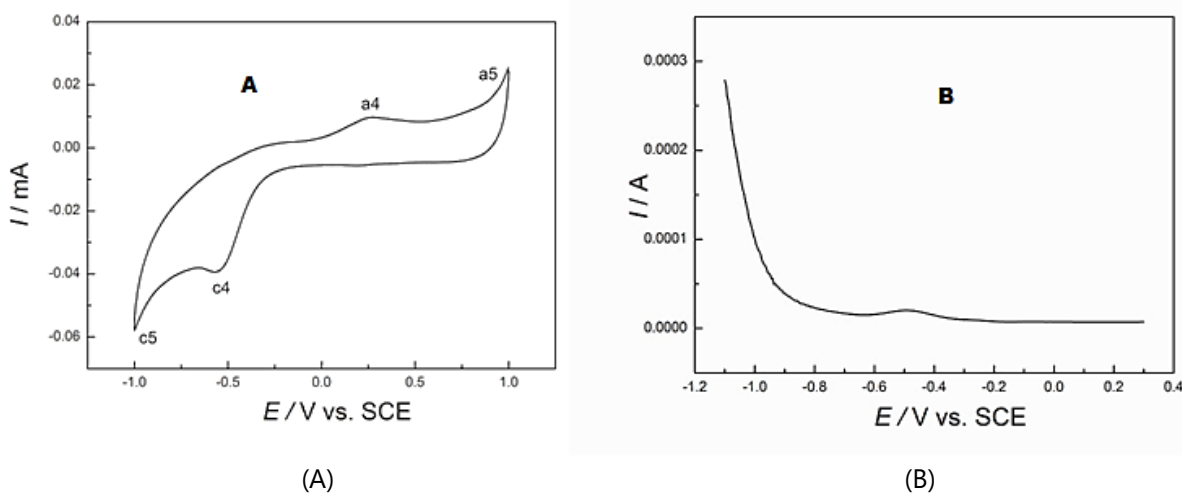 0.04
0.02
0.00
-0.02
-0.04
-0.06
I / mA
A
a4
a5
c4
c5
-1.0 -0.5 0.0 0.5 1.0
E / V vs. SCE
(A)
0.0003
0.0002
0.0001
0.0000
I / A
B
-1.2 -1.0 -0.8 -0.6 -0.4 -0.2 0.0 0.2 0.4
E / V vs. SCE
(B)